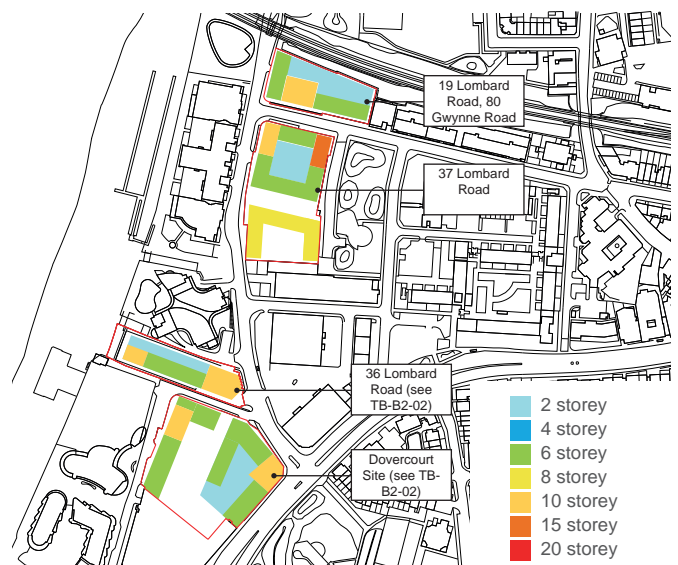 19 Lombard
Road, 80
Gwynne Road
37 Lombard
Road
36 Lombard
Road (see
TB-B2-02)
Dovercourt
Site (see TB-
B2-02)
2 storey
4 storey
6 storey
8 storey
10 storey
15 storey
20 storey